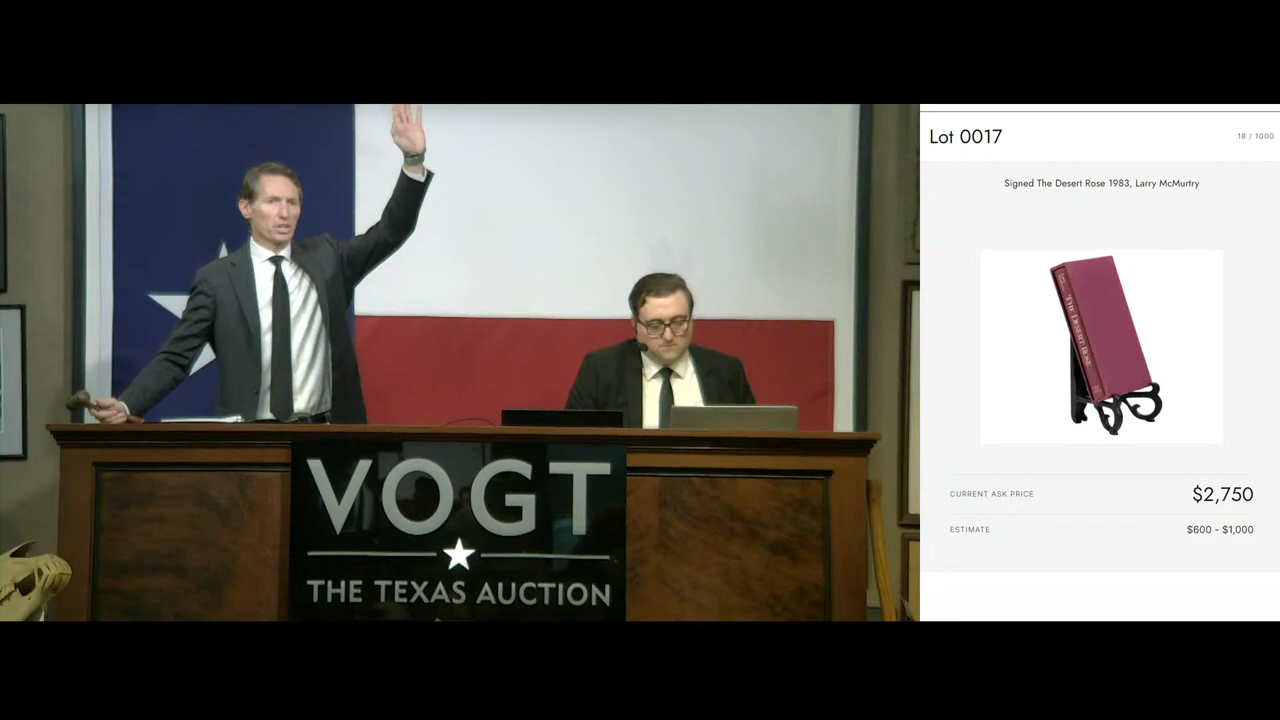 VOGT
THE TEXAS AUCTION
Lot 0017
18 / 1000
Signed The Desert Rose 1983, Larry McMurtry
THE DESERT ROSE
CURRENT ASK PRICE
$2,750
ESTIMATE
$600 - $1,000